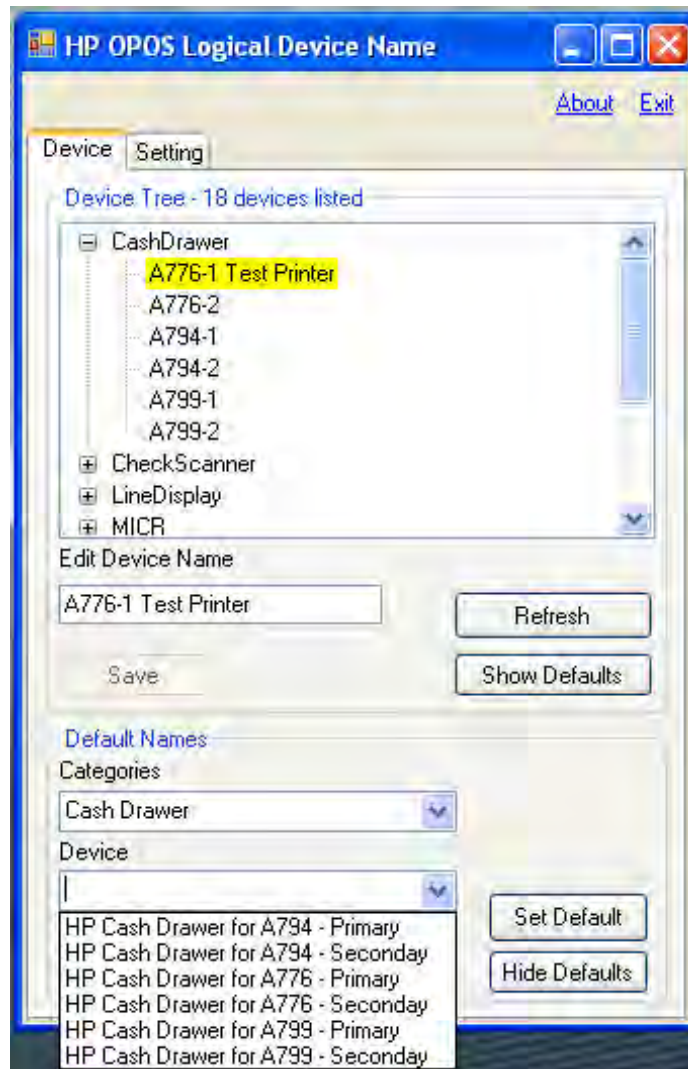 HP OPOS Logical Device Name
About Exit
Device Setting
Device Tree - 18 devices listed
CashDrawer
A776-1 Test Printer
A776-2
A794-1
A794-2
A799-1
A799-2
CheckScanner
LineDisplay
MICR
Edit Device Name
A776-1 Test Printer
Refresh
Save
Show Defaults
Default Names
Categories
Cash Drawer
Device
Set Default
Hide Defaults
HP Cash Drawer for A794 - Primary
HP Cash Drawer for A794 - Seconday
HP Cash Drawer for A776 - Primary
HP Cash Drawer for A776 - Seconday
HP Cash Drawer for A799 - Primary
HP Cash Drawer for A799 - Seconday